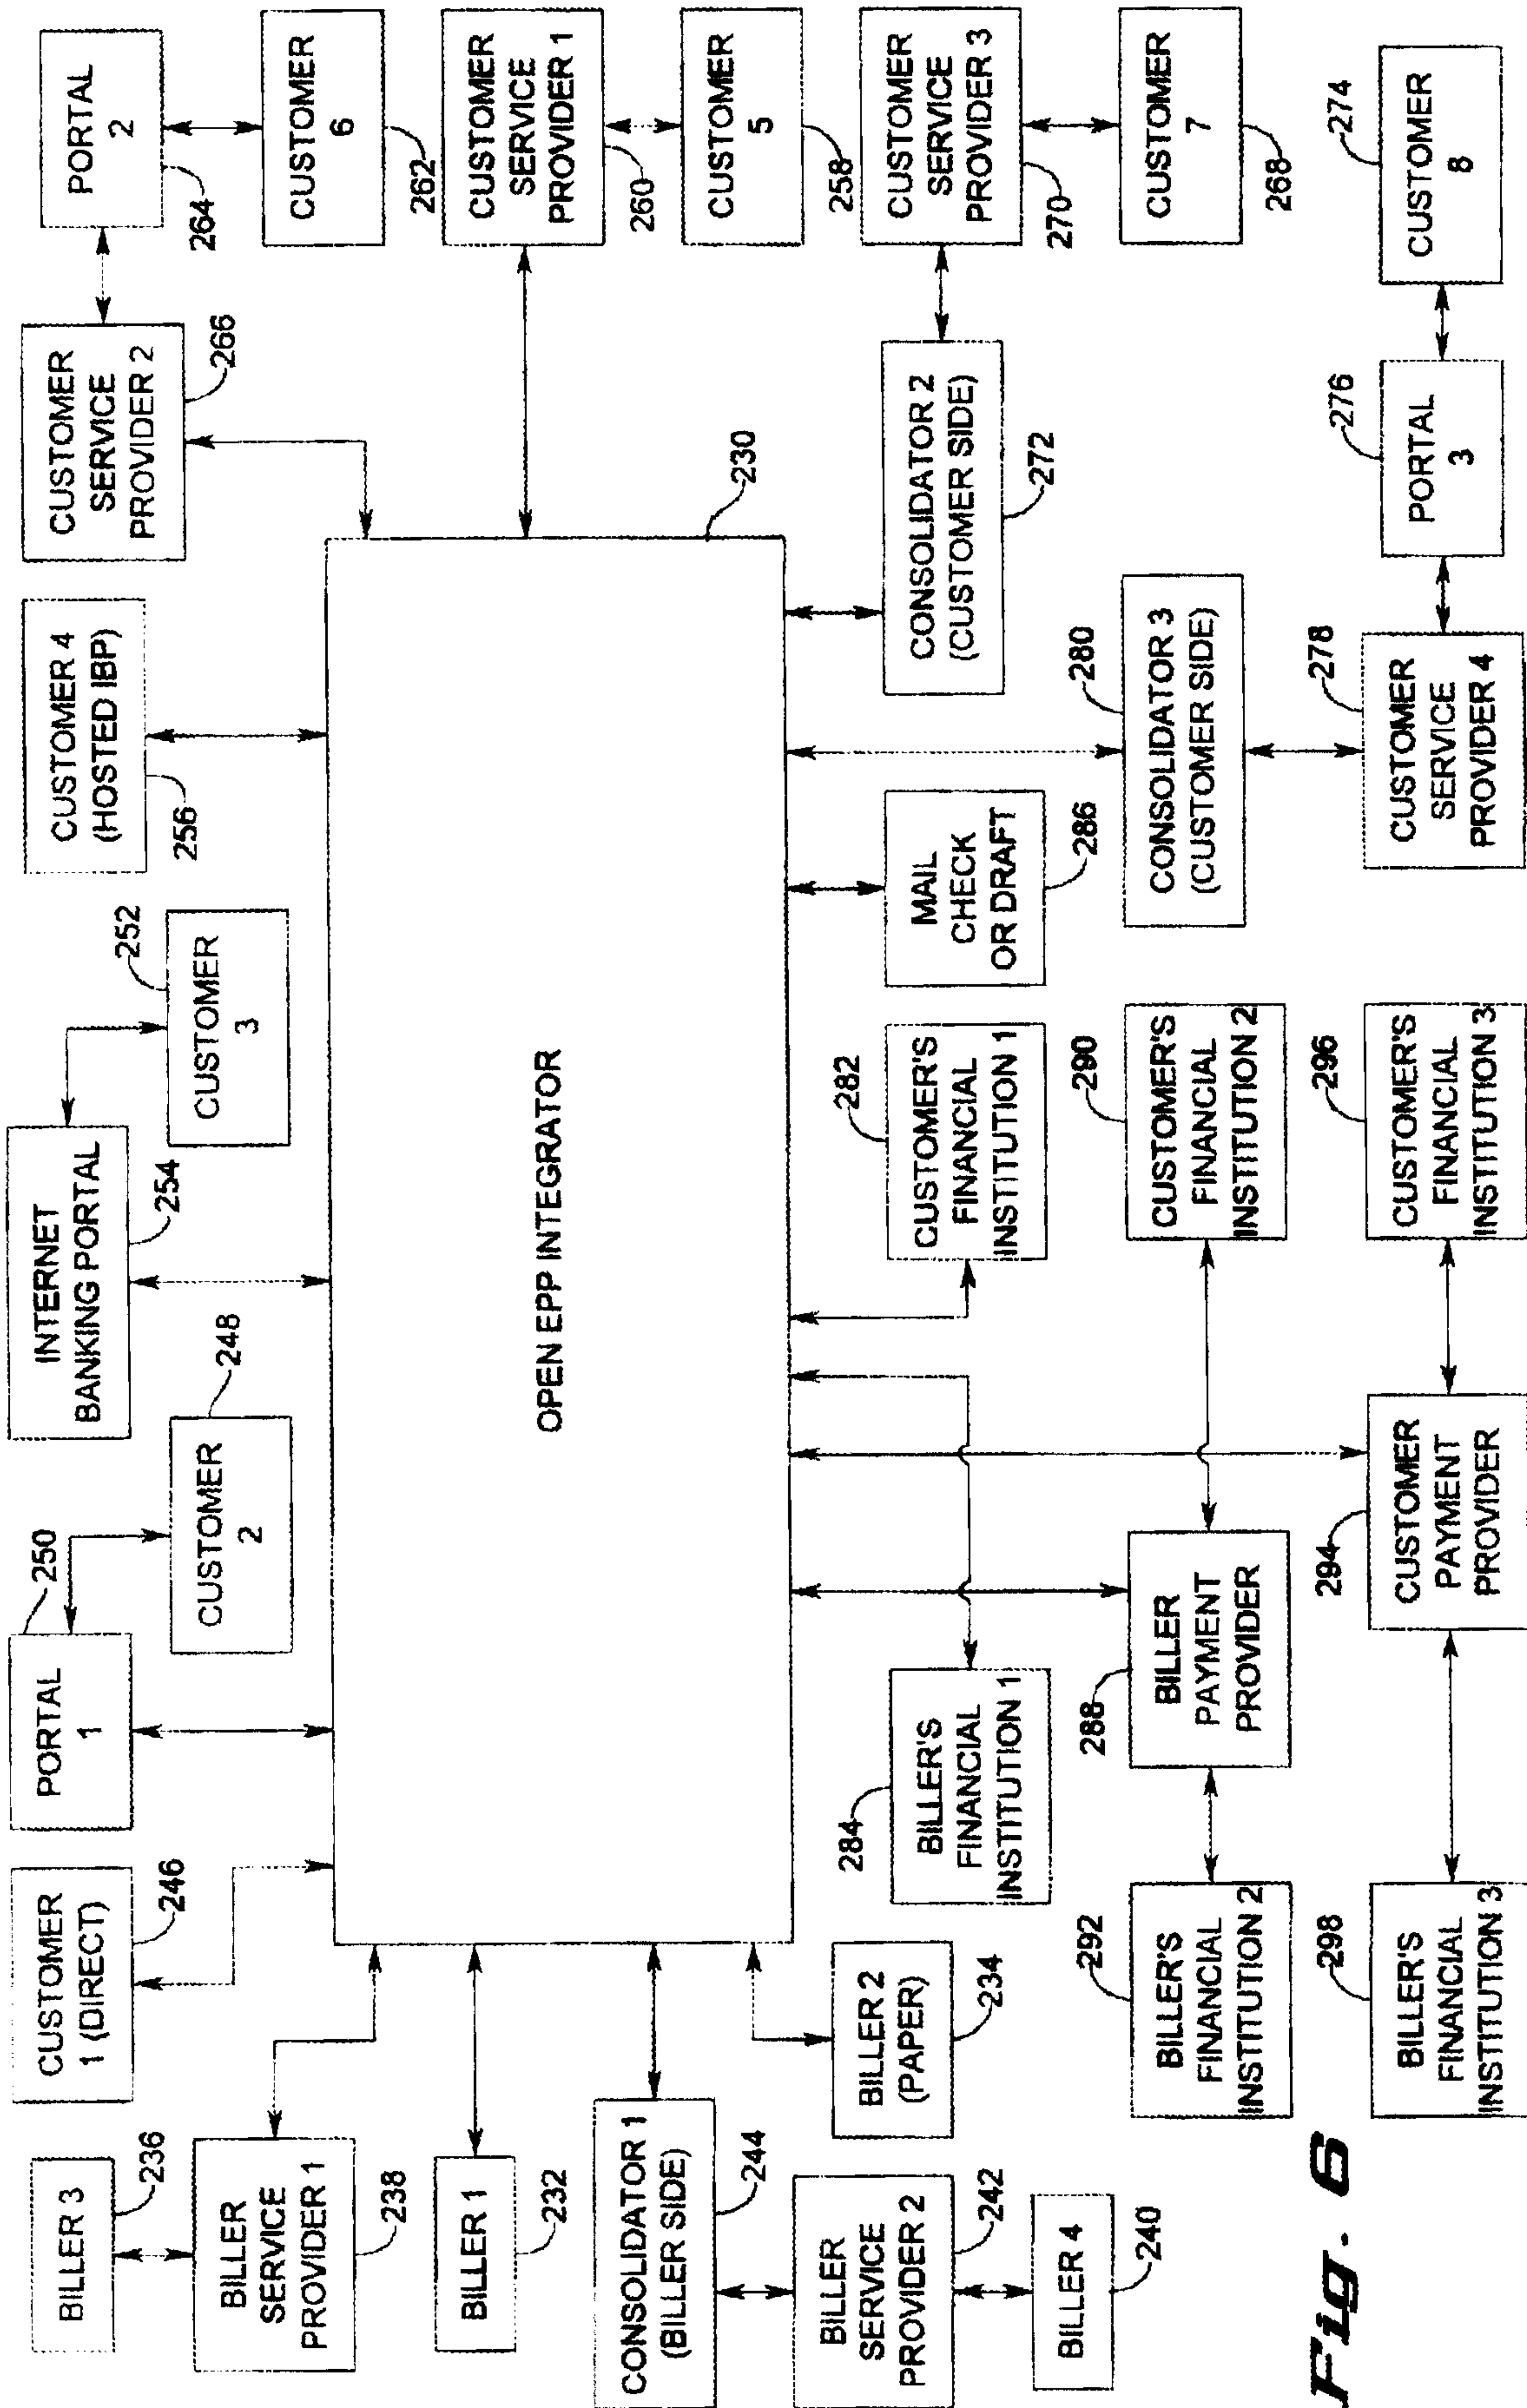 BILLER 3
236
BILLER
SERVICE
PROVIDER 1
238
BILLER 1
232
CONSOLIDATOR 1
(BILLER SIDE)
244
BILLER
SERVICE
PROVIDER 2
242
BILLER 4
240
BILLER 2
(PAPER)
234
CUSTOMER
1 (DIRECT)
246
PORTAL
1
250
CUSTOMER
2
248
INTERNET
BANKING PORTAL
254
CUSTOMER
3
252
CUSTOMER 4
(HOSTED IBP)
256
CUSTOMER
SERVICE
PROVIDER 2
266
PORTAL
2
264
CUSTOMER
6
262
CUSTOMER
SERVICE
PROVIDER 1
260
CUSTOMER
5
258
CUSTOMER
SERVICE
PROVIDER 3
270
CUSTOMER
7
268
OPEN EPP INTEGRATOR
230
CONSOLIDATOR 2
(CUSTOMER SIDE)
272
CONSOLIDATOR 3
(CUSTOMER SIDE)
280
CUSTOMER
SERVICE
PROVIDER 4
278
PORTAL
3
276
CUSTOMER
8
274
MAIL
CHECK
OR DRAFT
286
CUSTOMER'S
FINANCIAL
INSTITUTION 1
282
BILLER'S
FINANCIAL
INSTITUTION 1
284
BILLER'S
FINANCIAL
INSTITUTION 2
292
BILLER
PAYMENT
PROVIDER
288
CUSTOMER'S
FINANCIAL
INSTITUTION 2
290
BILLER'S
FINANCIAL
INSTITUTION 3
298
CUSTOMER
PAYMENT
PROVIDER
294
CUSTOMER'S
FINANCIAL
INSTITUTION 3
296
Fig. 6